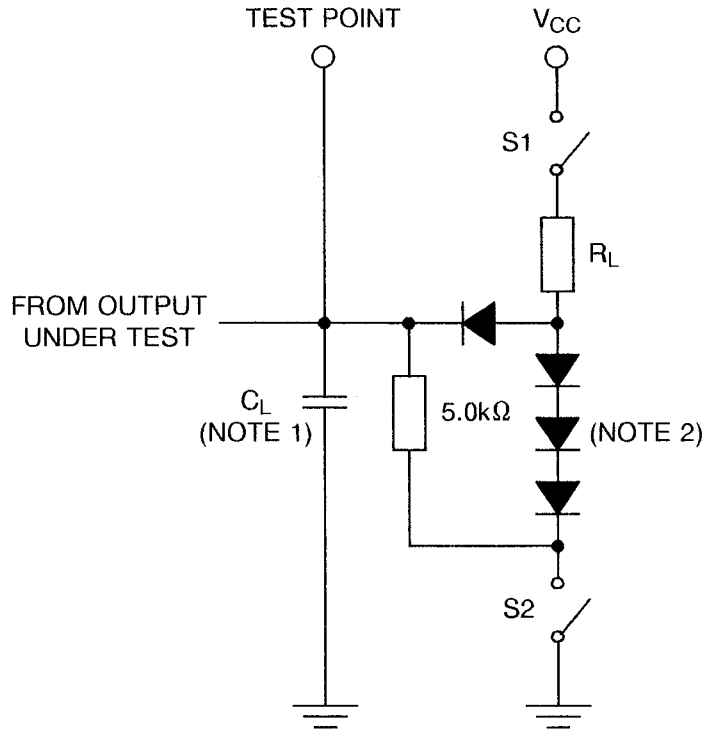 TEST POINT
VCC
S1
RL
FROM OUTPUT
UNDER TEST
CL
(NOTE 1)
5.0kΩ
(NOTE 2)
S2